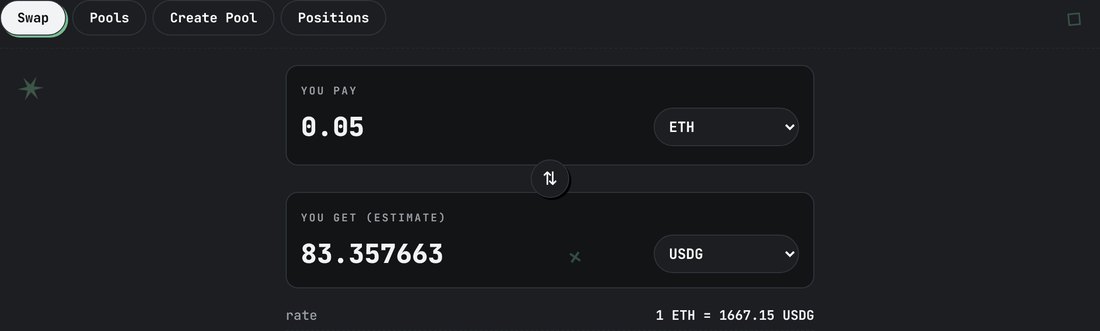 Swap Pools Create Pool Positions
YOU PAY
0.05 ETH
YOU GET (ESTIMATE)
83.357663 USDG
rate 1 ETH = 1667.15 USDG